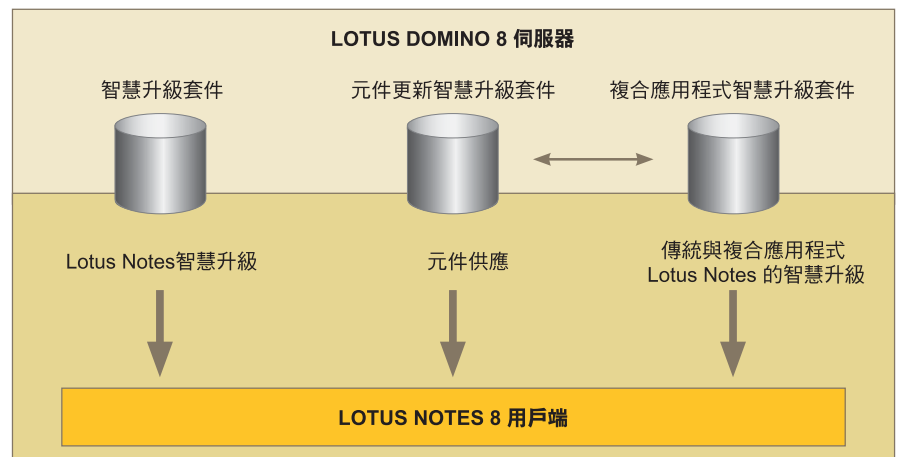 LOTUS DOMINO 8 伺服器
智慧升級套件
元件更新智慧升級套件
複合應用程式智慧升級套件
Lotus Notes智慧升級
元件供應
傳統與複合應用程式
Lotus Notes 的智慧升級
LOTUS NOTES 8 用戶端